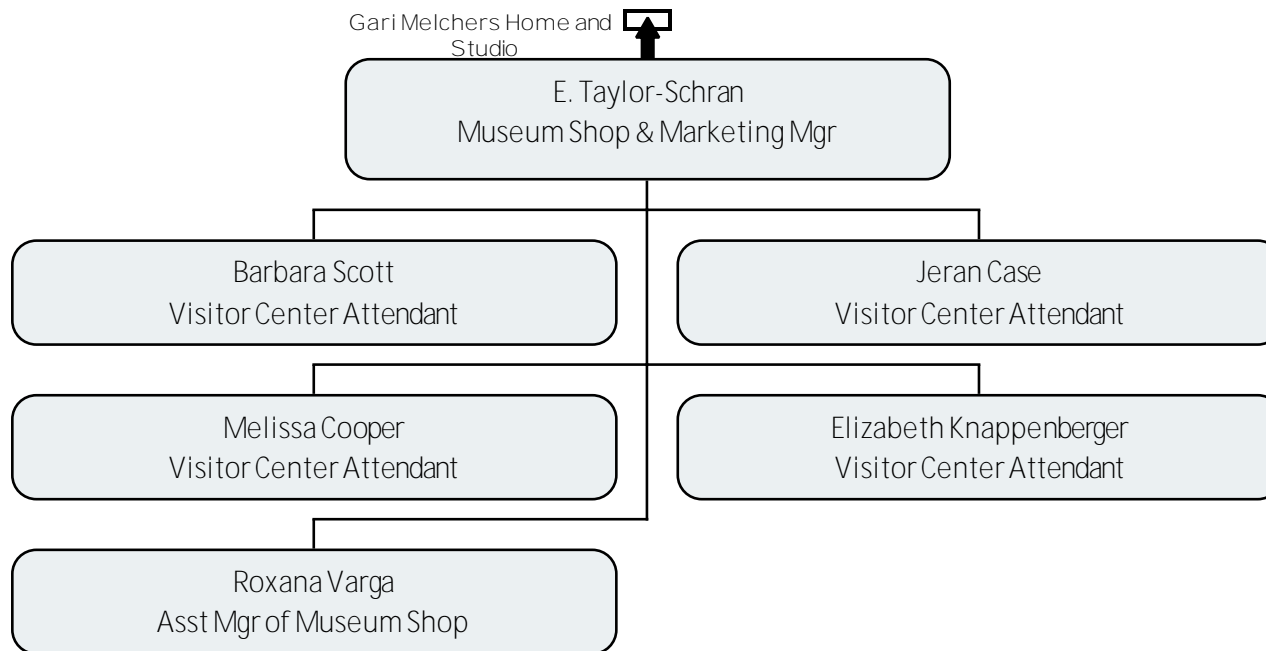 Gari Melchers Home and
Studio
E. Taylor-Schran
Museum Shop & Marketing Mgr
Barbara Scott
Visitor Center Attendant
Jeran Case
Visitor Center Attendant
Melissa Cooper
Visitor Center Attendant
Elizabeth Knappenberger
Visitor Center Attendant
Roxana Varga
Asst Mgr of Museum Shop